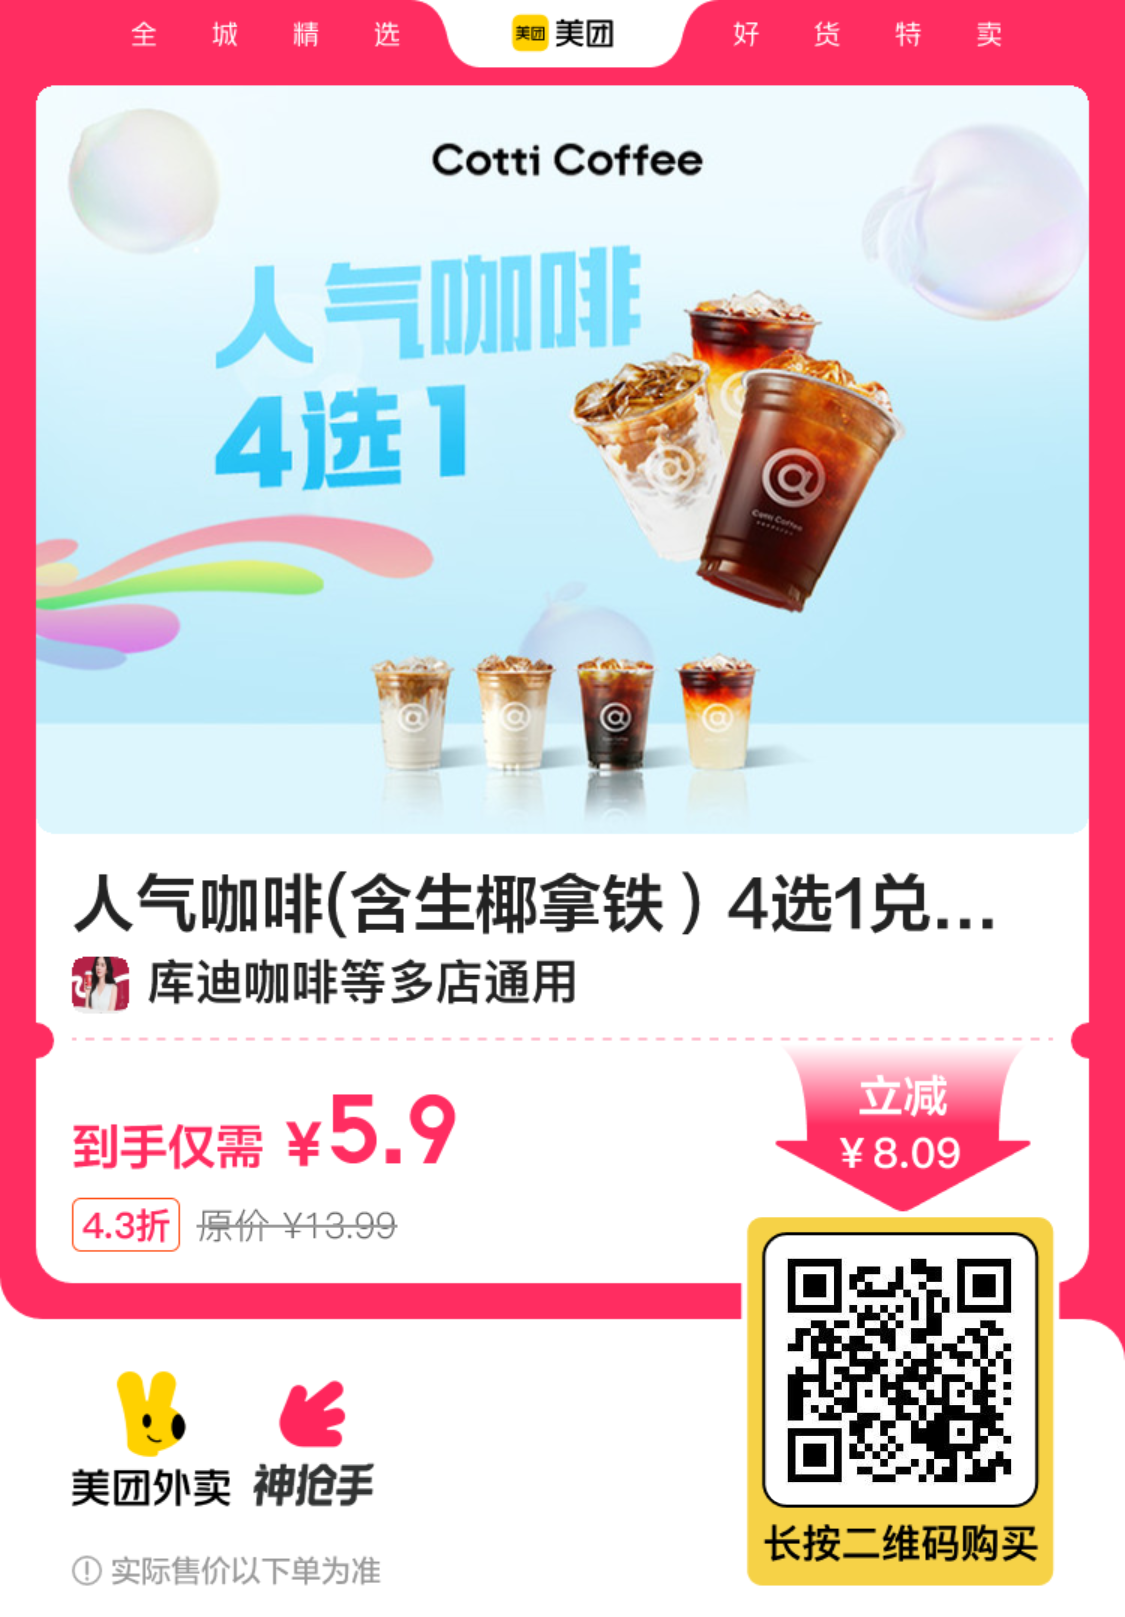 全城精选
美团 美团
好货特卖
Cotti Coffee
人气咖啡
4选1
Cotti Coffee
人气咖啡(含生椰拿铁）4选1兑...
库迪咖啡等多店通用
到手仅需 ¥5.9
立减
¥8.09
4.3折 原价 ¥13.99
美团外卖 神抢手
长按二维码购买
实际售价以下单为准